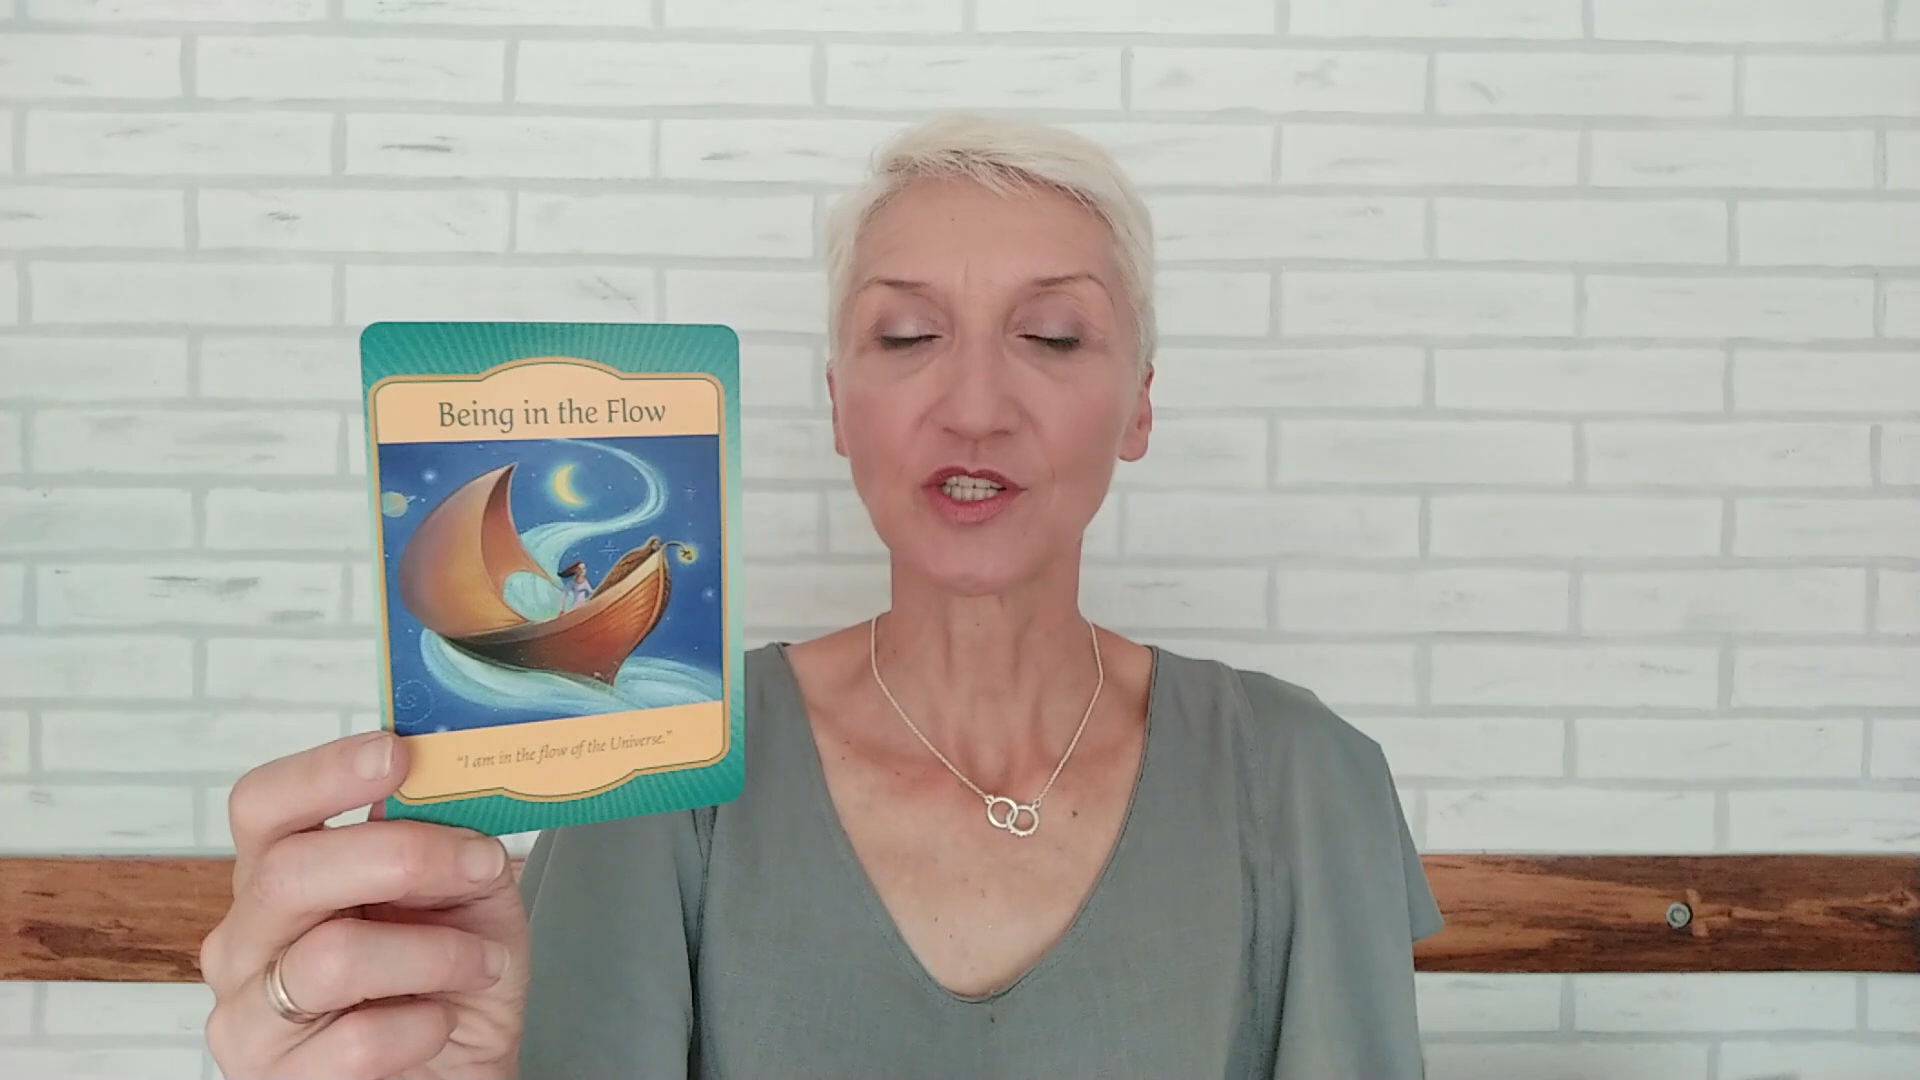 Being in the Flow
"I am in the flow of the Universe."